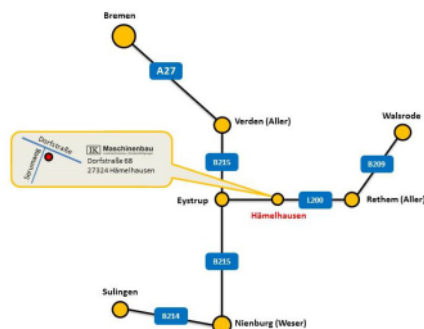 Bremen
A27
Verden (Aller)
Walsrode
B215
B209
Dorfstraße
JK Maschinenbau
Dorfstraße 68
27324 Hämelhausen
Eystrup
Hämelhausen
L200
Rethem (Aller)
B215
Sulingen
B214
Nienburg (Weser)